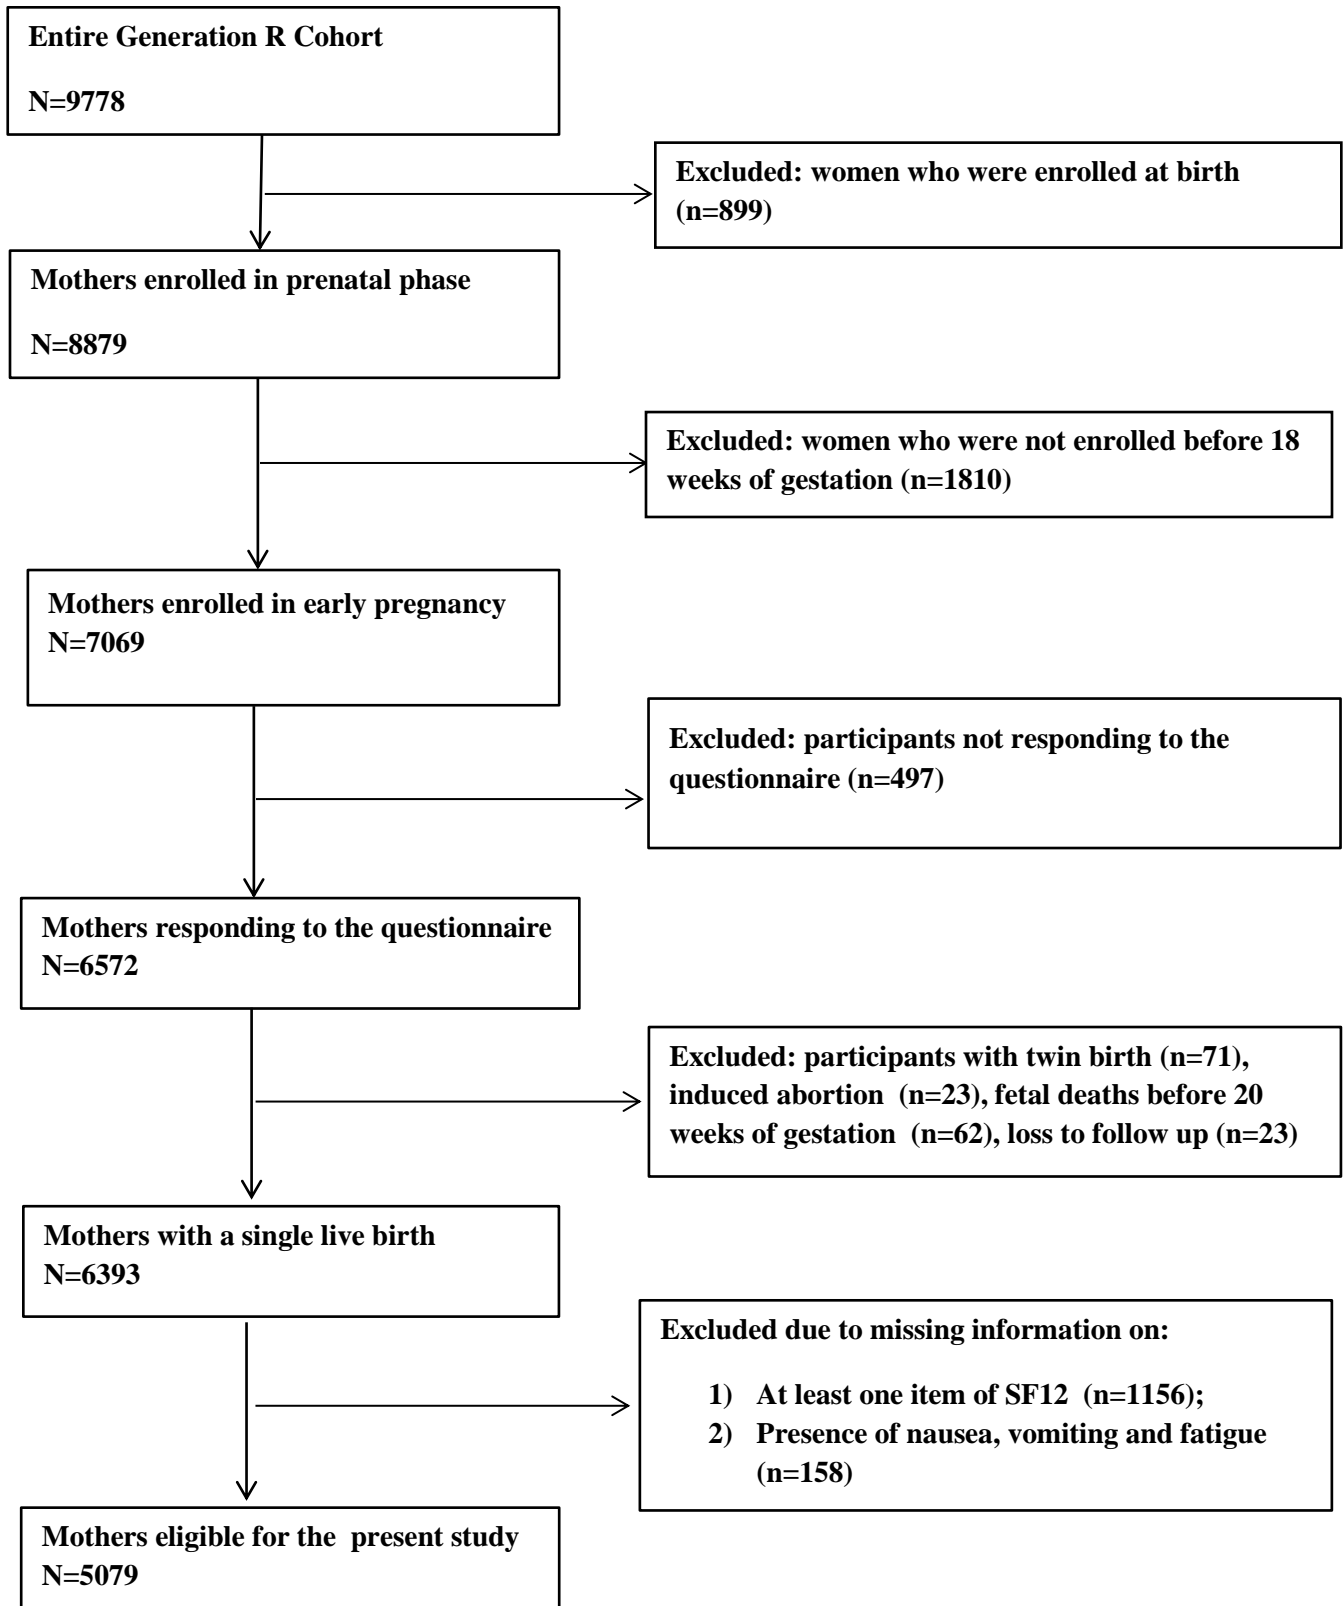 Entire Generation R Cohort
N=9778
Excluded: women who were enrolled at birth
(n=899)
Mothers enrolled in prenatal phase
N=8879
Excluded: women who were not enrolled before 18
weeks of gestation (n=1810)
Mothers enrolled in early pregnancy
N=7069
Excluded: participants not responding to the
questionnaire (n=497)
Mothers responding to the questionnaire
N=6572
Excluded: participants with twin birth (n=71),
induced abortion  (n=23), fetal deaths before 20
weeks of gestation  (n=62), loss to follow up (n=23)
Mothers with a single live birth
N=6393
Excluded due to missing information on:
1) At least one item of SF12  (n=1156);
2) Presence of nausea, vomiting and fatigue
(n=158)
Mothers eligible for the  present study
N=5079